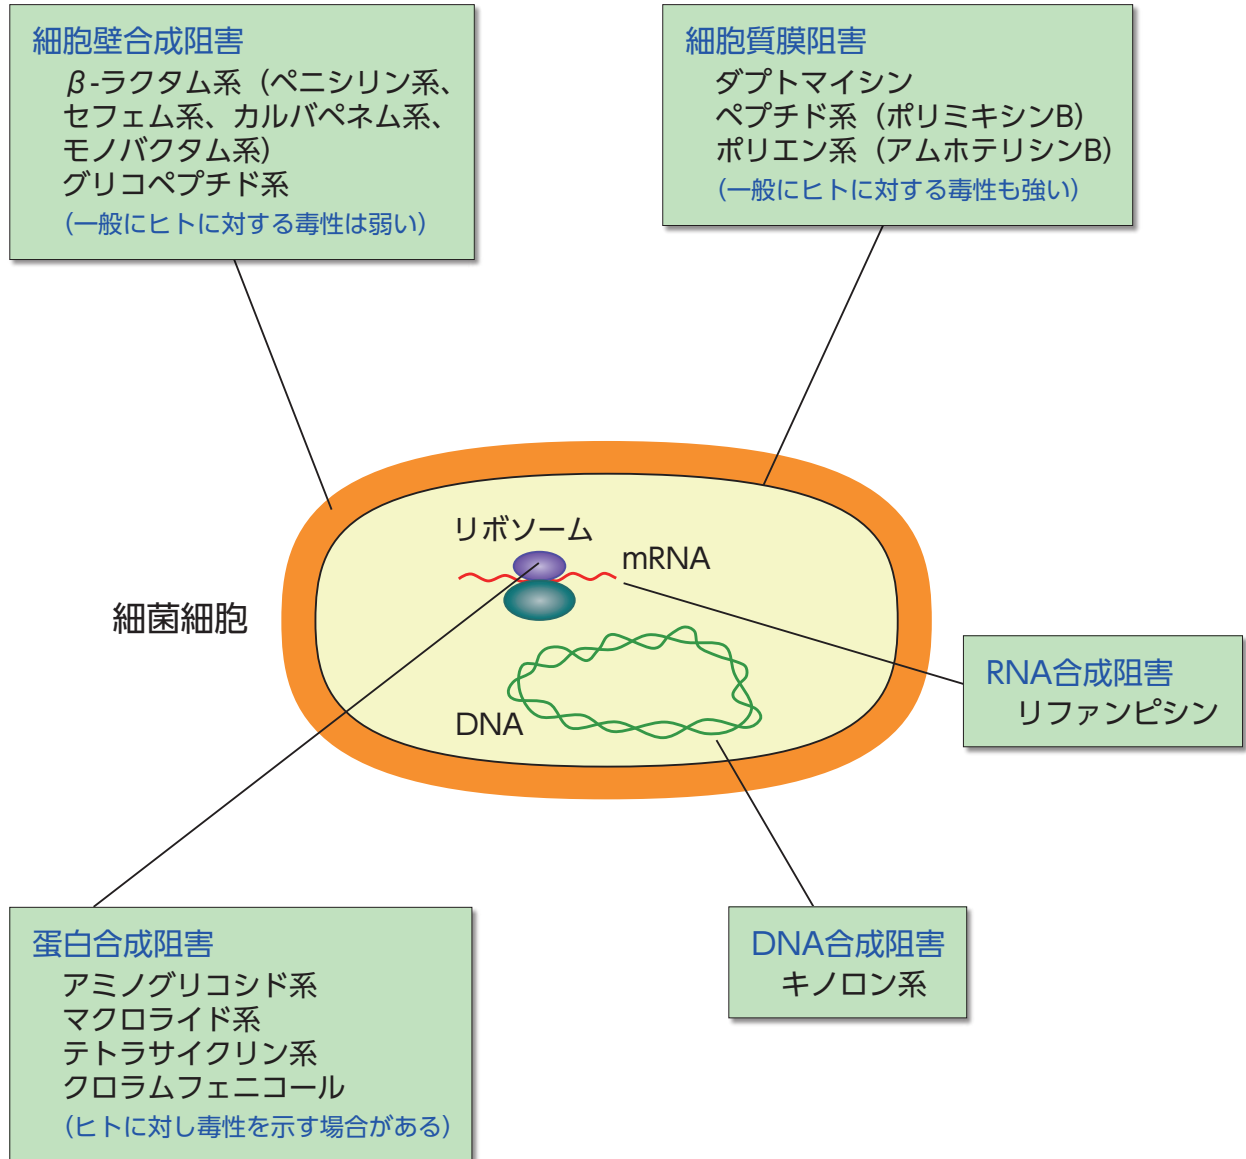 細胞壁合成阻害
β-ラクタム系（ペニシリン系、
セフェム系、カルバペネム系、
モノバクタム系）
グリコペプチド系
（一般にヒトに対する毒性は弱い）
細胞質膜阻害
ダプトマイシン
ペプチド系（ポリミキシンB）
ポリエン系（アムホテリシンB）
（一般にヒトに対する毒性も強い）
リボソーム
mRNA
細菌細胞
DNA
RNA合成阻害
リファンピシン
蛋白合成阻害
アミノグリコシド系
マクロライド系
テトラサイクリン系
クロラムフェニコール
（ヒトに対し毒性を示す場合がある）
DNA合成阻害
キノロン系